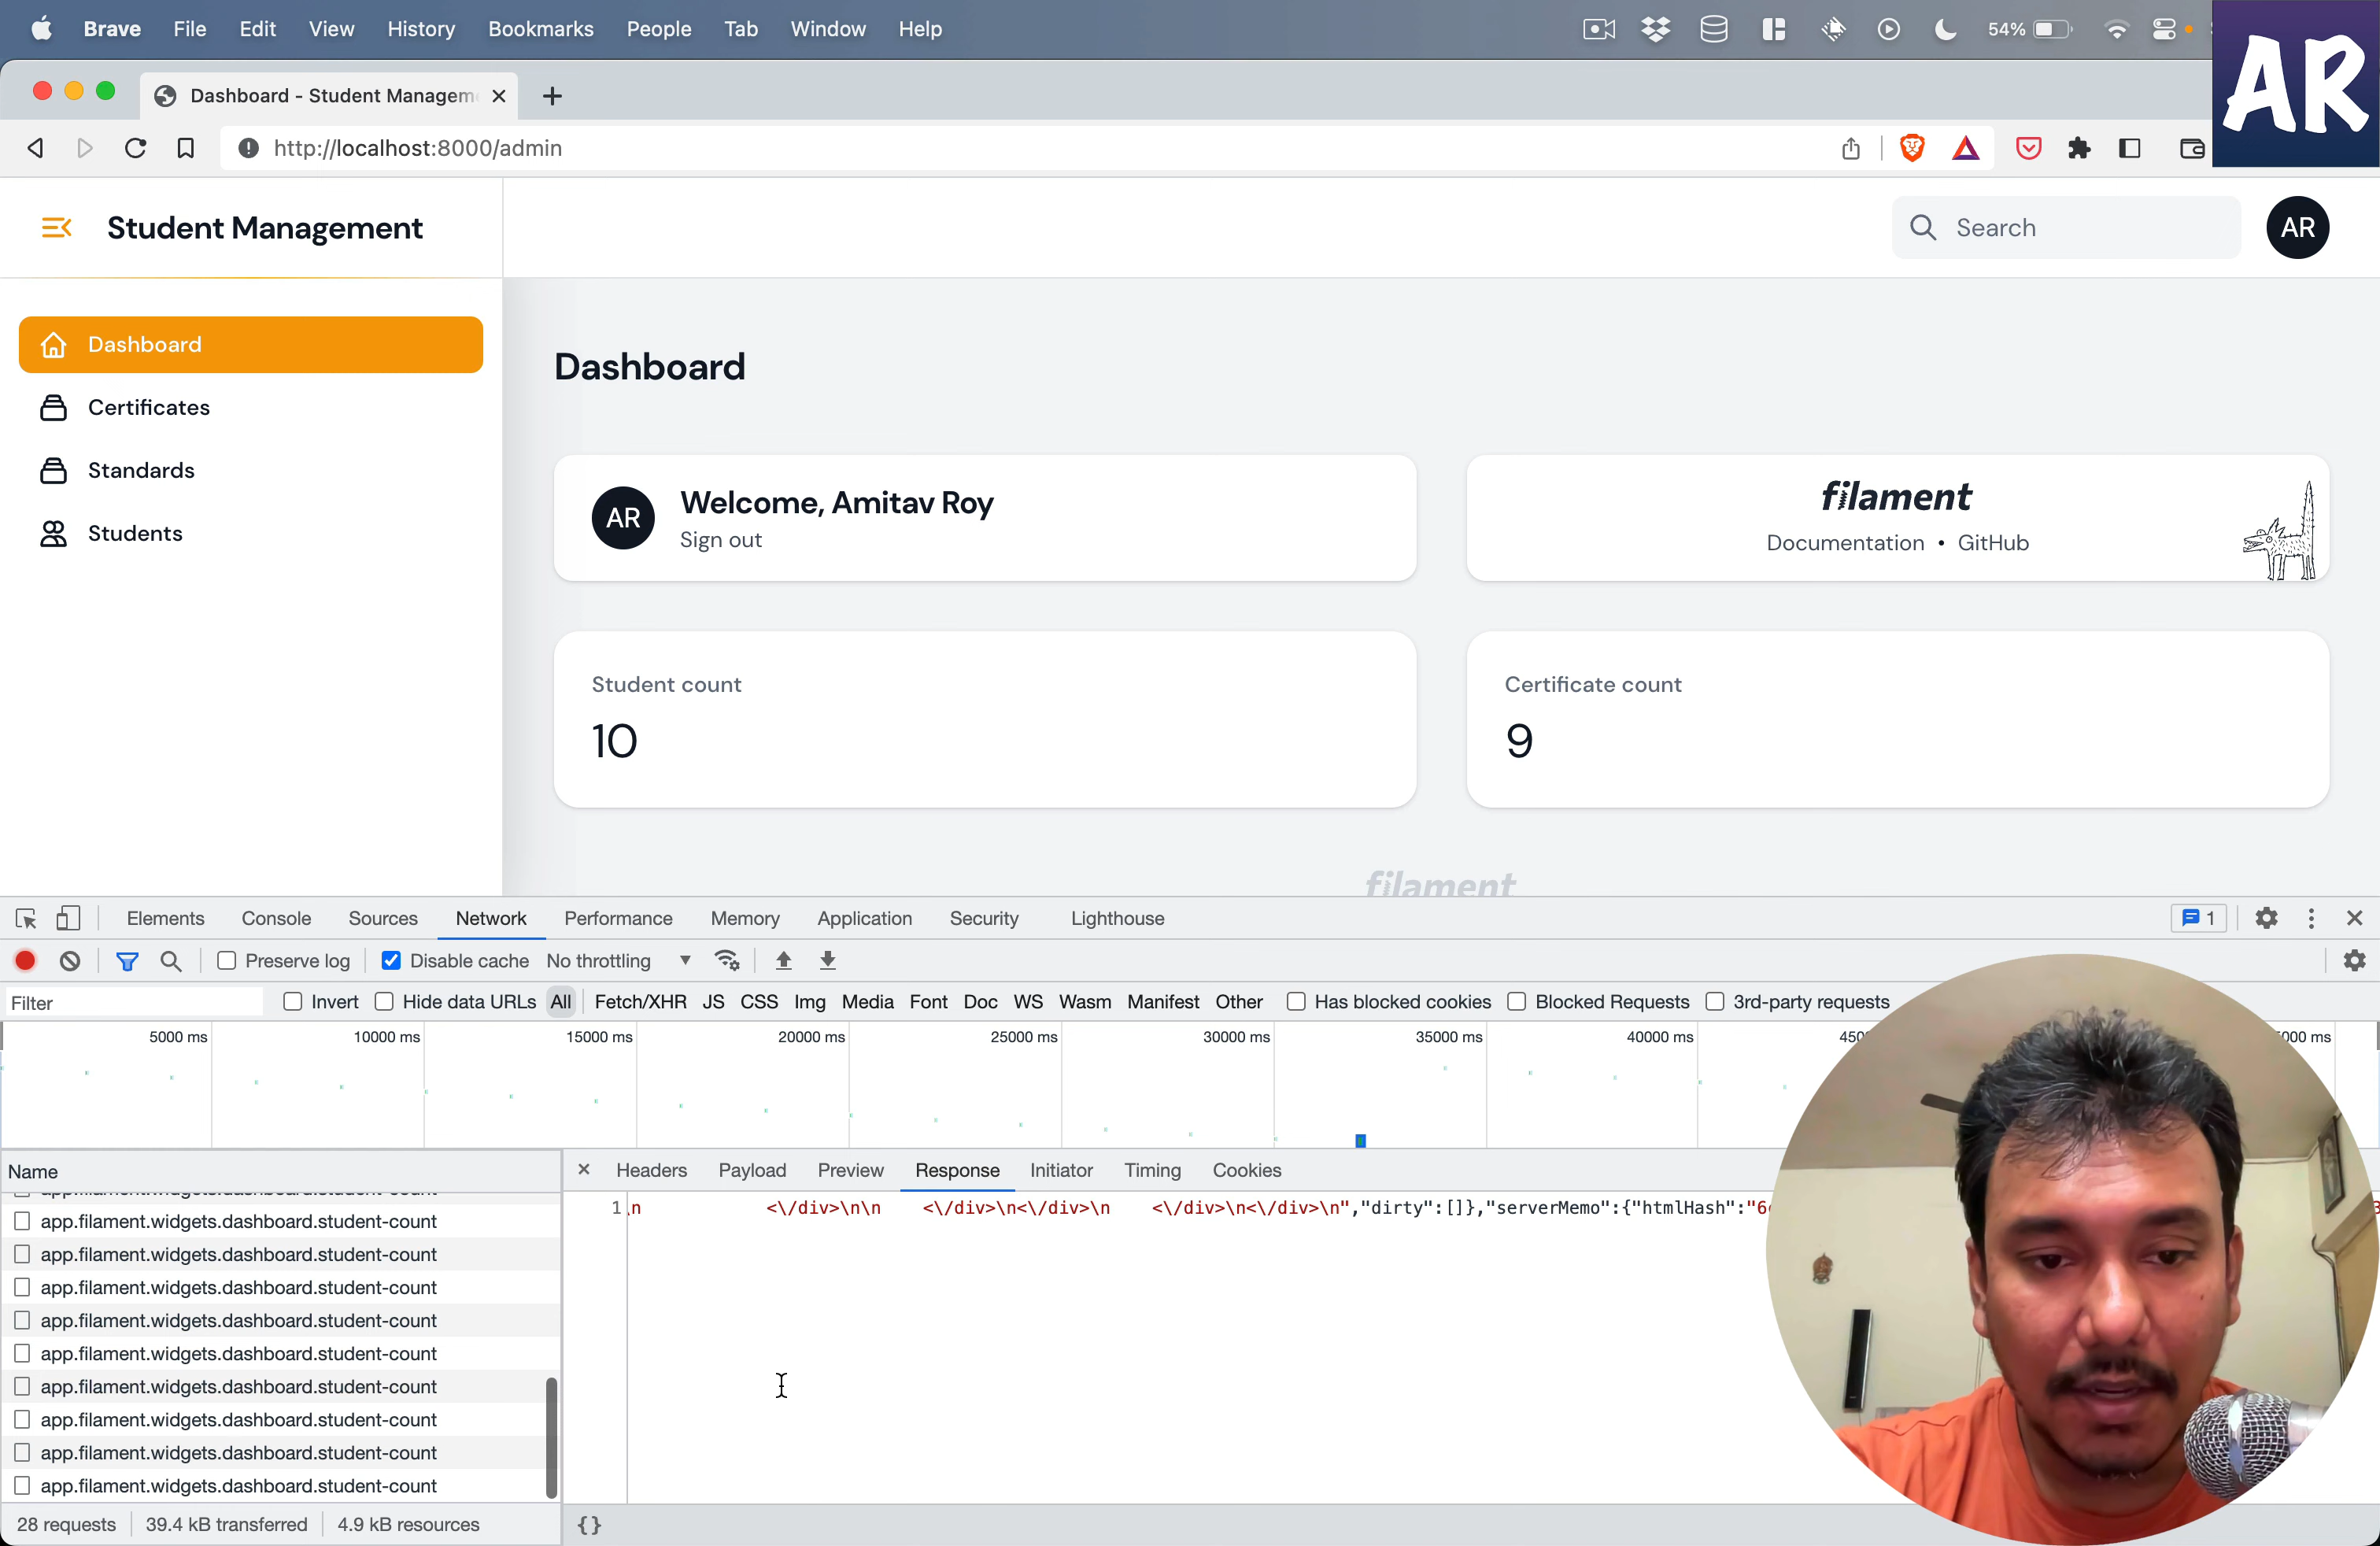 Brave File Edit View History Bookmarks People Tab Window Help 54%
AR
Dashboard - Student Managem
http://localhost:8000/admin
Student Management
Search
AR
Dashboard
Certificates
Standards
Students
Dashboard
AR
Welcome, Amitav Roy
Sign out
filament
Documentation • GitHub
Student count
10
Certificate count
9
filament
Elements Console Sources Network Performance Memory Application Security Lighthouse 1
Preserve log Disable cache No throttling
Filter Invert Hide data URLs All Fetch/XHR JS CSS Img Media Font Doc WS Wasm Manifest Other Has blocked cookies Blocked Requests 3rd-party requests
5000 ms 10000 ms 15000 ms 20000 ms 25000 ms 30000 ms 35000 ms 40000 ms
Name
Headers Payload Preview Response Initiator Timing Cookies
app.filament.widgets.dashboard.student-count
1 \n <\/div>\n\n <\/div>\n<\/div>\n <\/div>\n<\/div>\n","dirty":[]},"serverMemo":{"htmlHash":"6
app.filament.widgets.dashboard.student-count
app.filament.widgets.dashboard.student-count
app.filament.widgets.dashboard.student-count
app.filament.widgets.dashboard.student-count
app.filament.widgets.dashboard.student-count
app.filament.widgets.dashboard.student-count
app.filament.widgets.dashboard.student-count
app.filament.widgets.dashboard.student-count
app.filament.widgets.dashboard.student-count
28 requests 39.4 kB transferred 4.9 kB resources {}